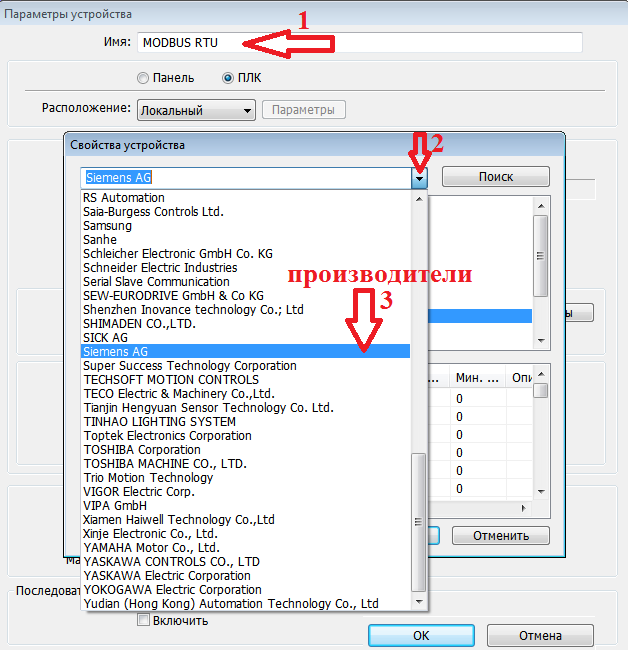 Параметры устройства
1
Имя: MODBUS RTU
Панель ПЛК
Расположение: Локальный Параметры
Свойства устройства
2
Siemens AG Поиск
RS Automation
Saia-Burgess Controls Ltd.
Samsung
Sanhe
Schleicher Electronic GmbH Co. KG
Schneider Electric Industries
Serial Slave Communication
производители
SEW-EURODRIVE GmbH & Co KG
3
Shenzhen Inovance technology Co.; Ltd
SHIMADEN CO.,LTD.
SICK AG
Siemens AG
Super Success Technology Corporation
TECHSOFT MOTION CONTROLS
... Мин. ... Опи
TECO Electric & Machinery Co.,Ltd.
0
Tianjin Hengyuan Sensor Technology Co. Ltd.
0
TINHAO LIGHTING SYSTEM
0
Toptek Electronics Corporation
0
TOSHIBA Corporation
0
TOSHIBA MACHINE CO., LTD.
0
Trio Motion Technology
VIGOR Electric Corp.
VIPA GmbH
Xiamen Haiwell Technology Co.,Ltd
Xinje Electronic Co., Ltd.
Отменить
YAMAHA Motor Co., Ltd.
YASKAWA CONTROLS CO., LTD
YASKAWA Electric Corporation
YOKOGAWA Electric Corporation
Последоват
Yudian (Hong Kong) Automation Technology Co., Ltd
Включить
OK Отмена